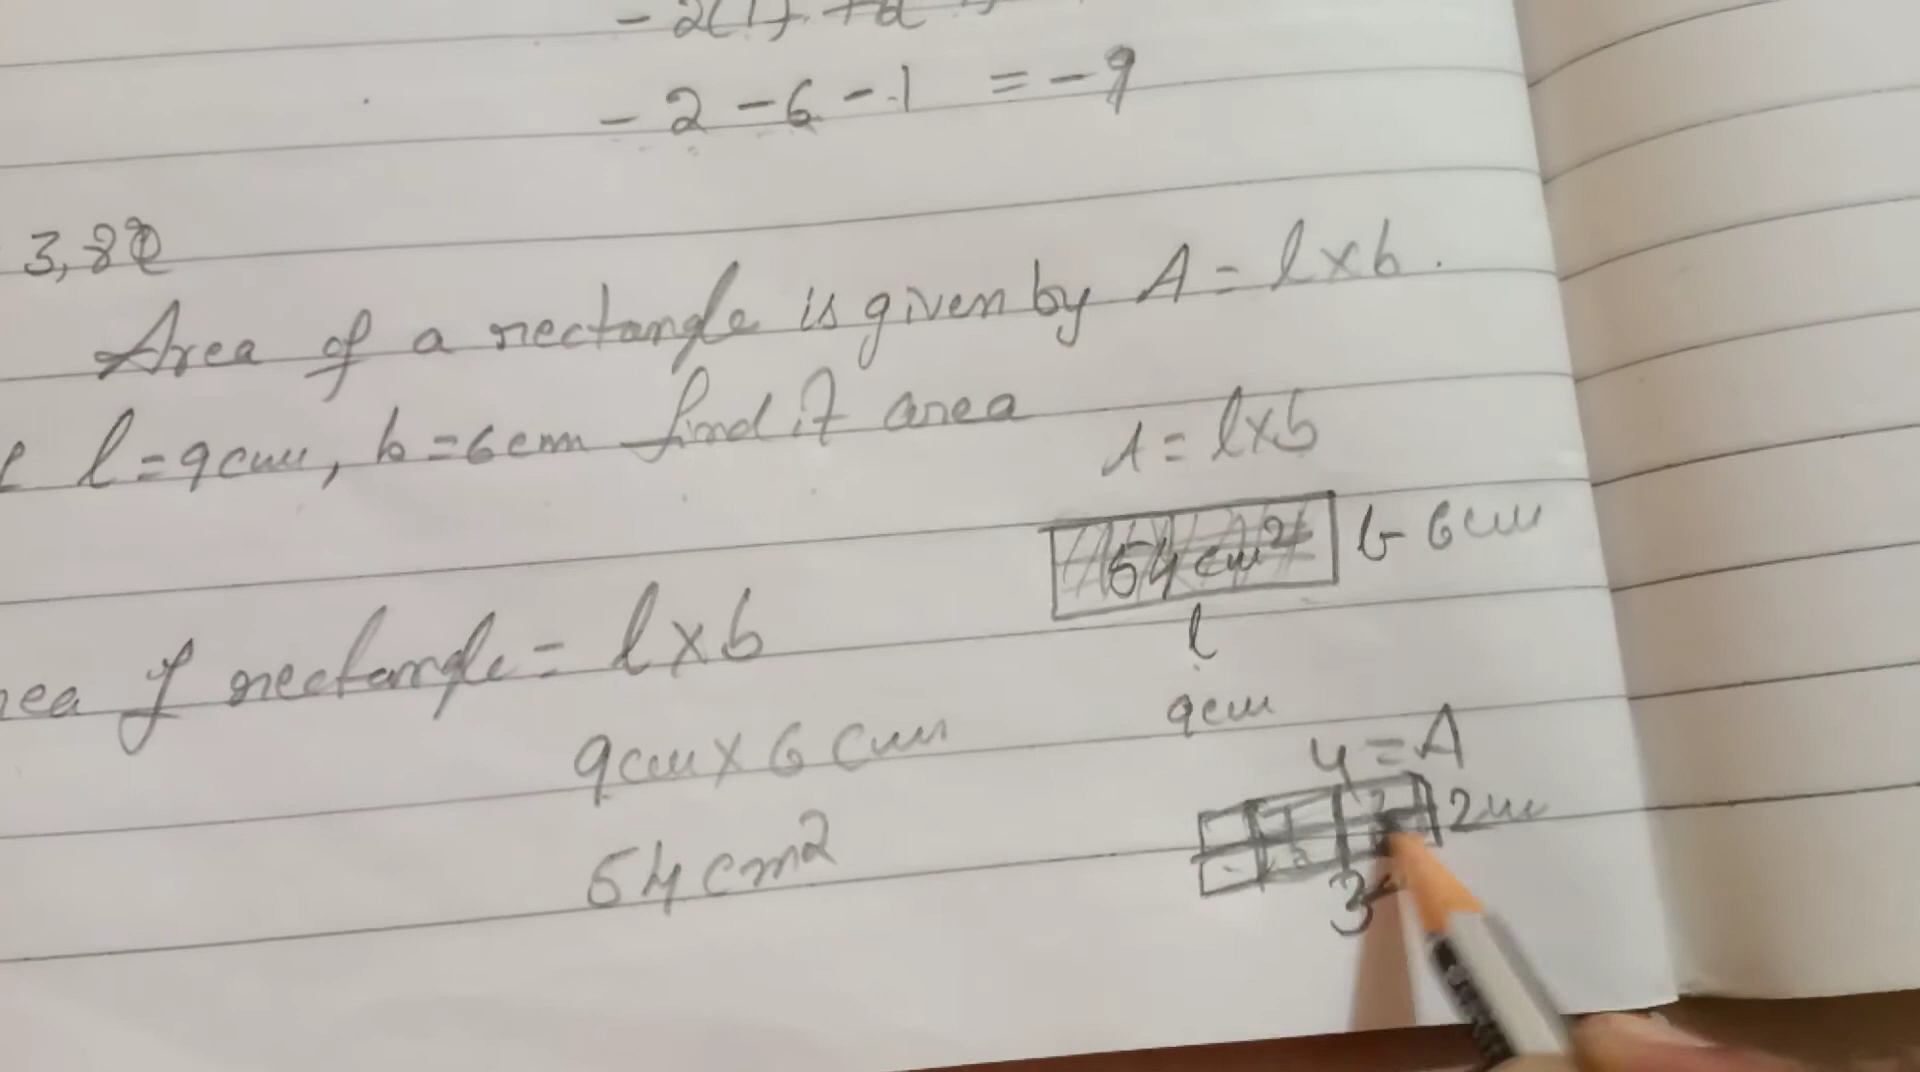 - 2 - 6 - 1 = - 9
3,8
Area of a rectangle is given by A = l x b.
l = 9cm, b = 6cm find it area
A = l x b
54 cm²
b- 6cm
l
9cm
rea of rectangle = l x b
9cm x 6 cm
54 cm²
4 = A
2cm
3